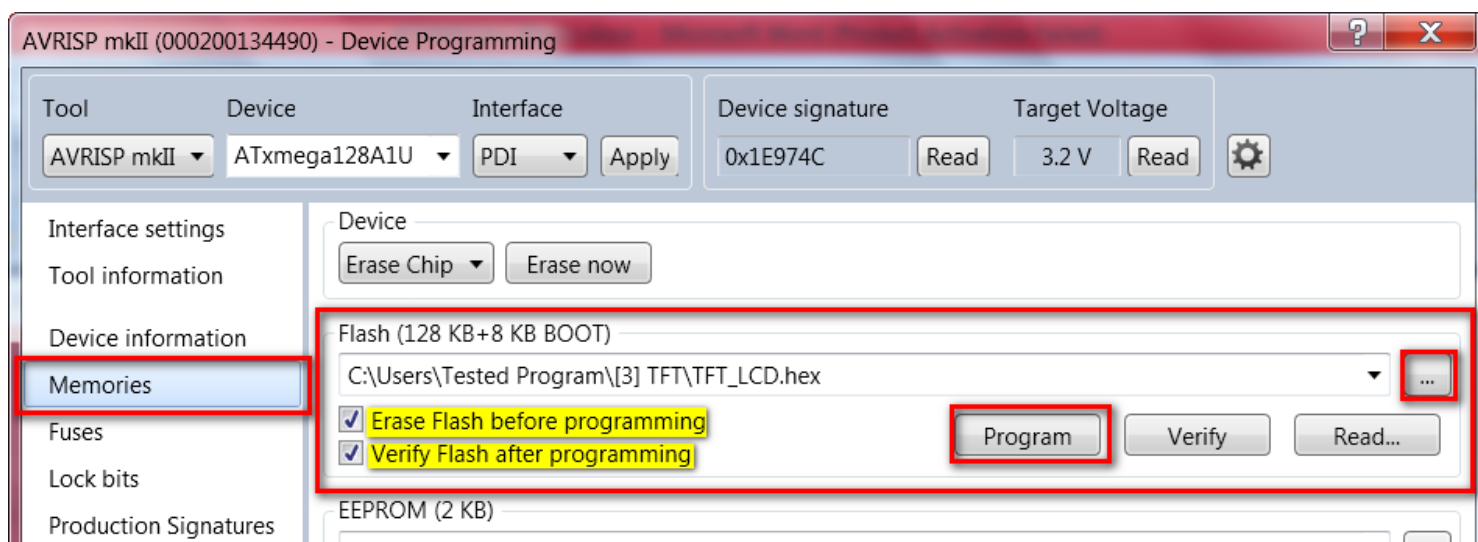 AVRISP mkII (000200134490) - Device Programming
? X
Tool Device Interface Device signature Target Voltage
AVRISP mkII ATxmega128A1U PDI Apply 0x1E974C Read 3.2 V Read
Interface settings
Tool information
Device information
Memories
Fuses
Lock bits
Production Signatures
Device
Erase Chip Erase now
Flash (128 KB+8 KB BOOT)
C:\Users\Tested Program\[3] TFT\TFT_LCD.hex ...
Erase Flash before programming
Verify Flash after programming
Program Verify Read...
EEPROM (2 KB)